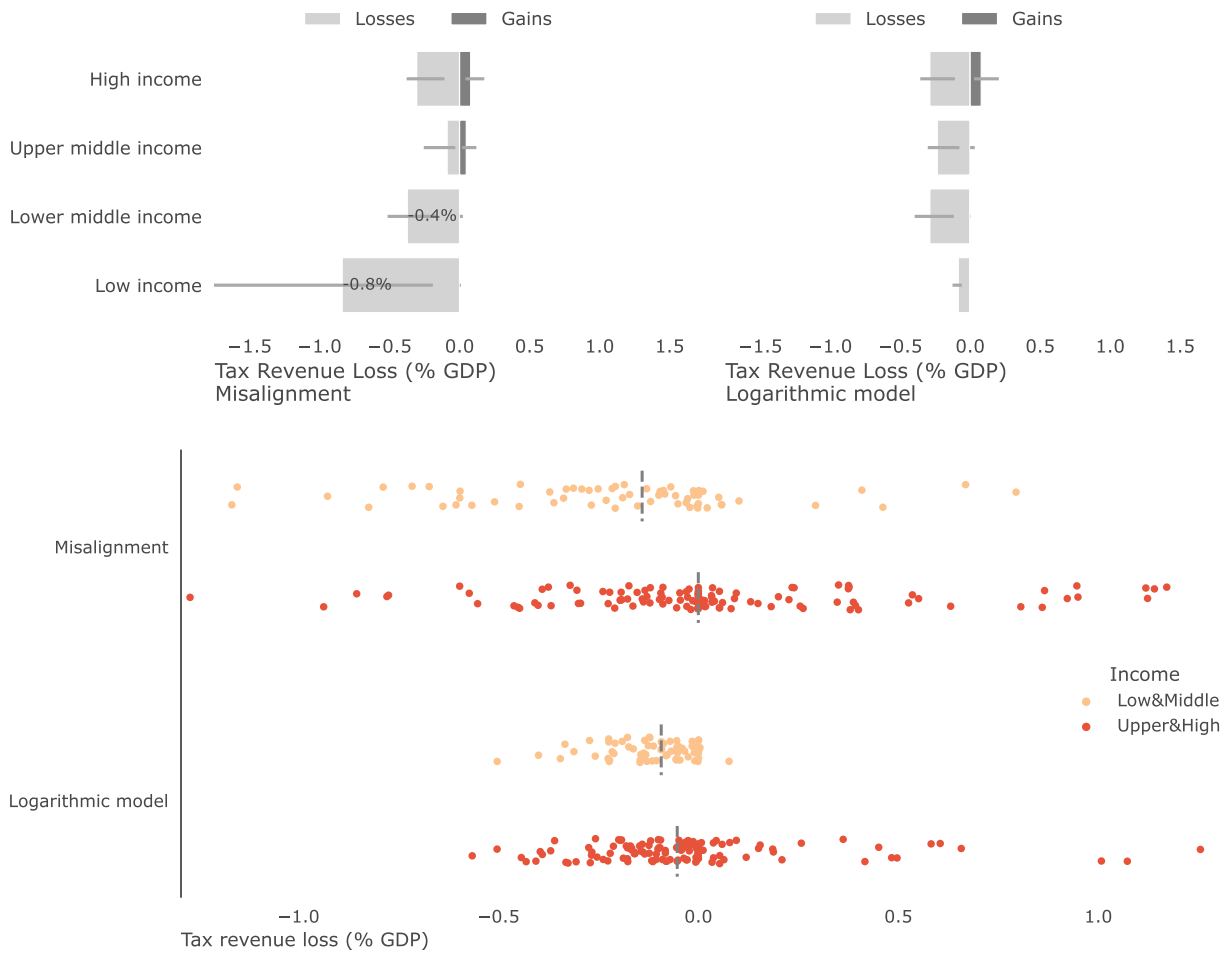 Losses Gains Losses Gains
High income
Upper middle income
Lower middle income -0.4%
Low income -0.8%
−1.5 −1.0 −0.5 0.0 0.5 1.0 1.5 −1.5 −1.0 −0.5 0.0 0.5 1.0 1.5
Tax Revenue Loss (% GDP) Tax Revenue Loss (% GDP)
Misalignment Logarithmic model
Misalignment
Income
Low&Middle
Upper&High
Logarithmic model
−1.0 −0.5 0.0 0.5 1.0
Tax revenue loss (% GDP)